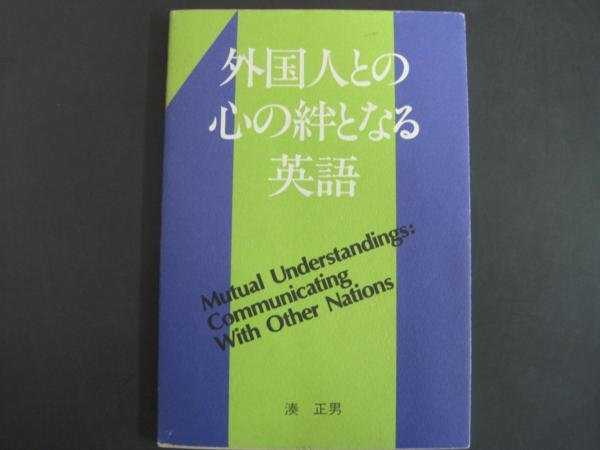 外国人との
心の絆となる
英語
Mutual Understandings:
Communicating
With Other Nations
湊 正男